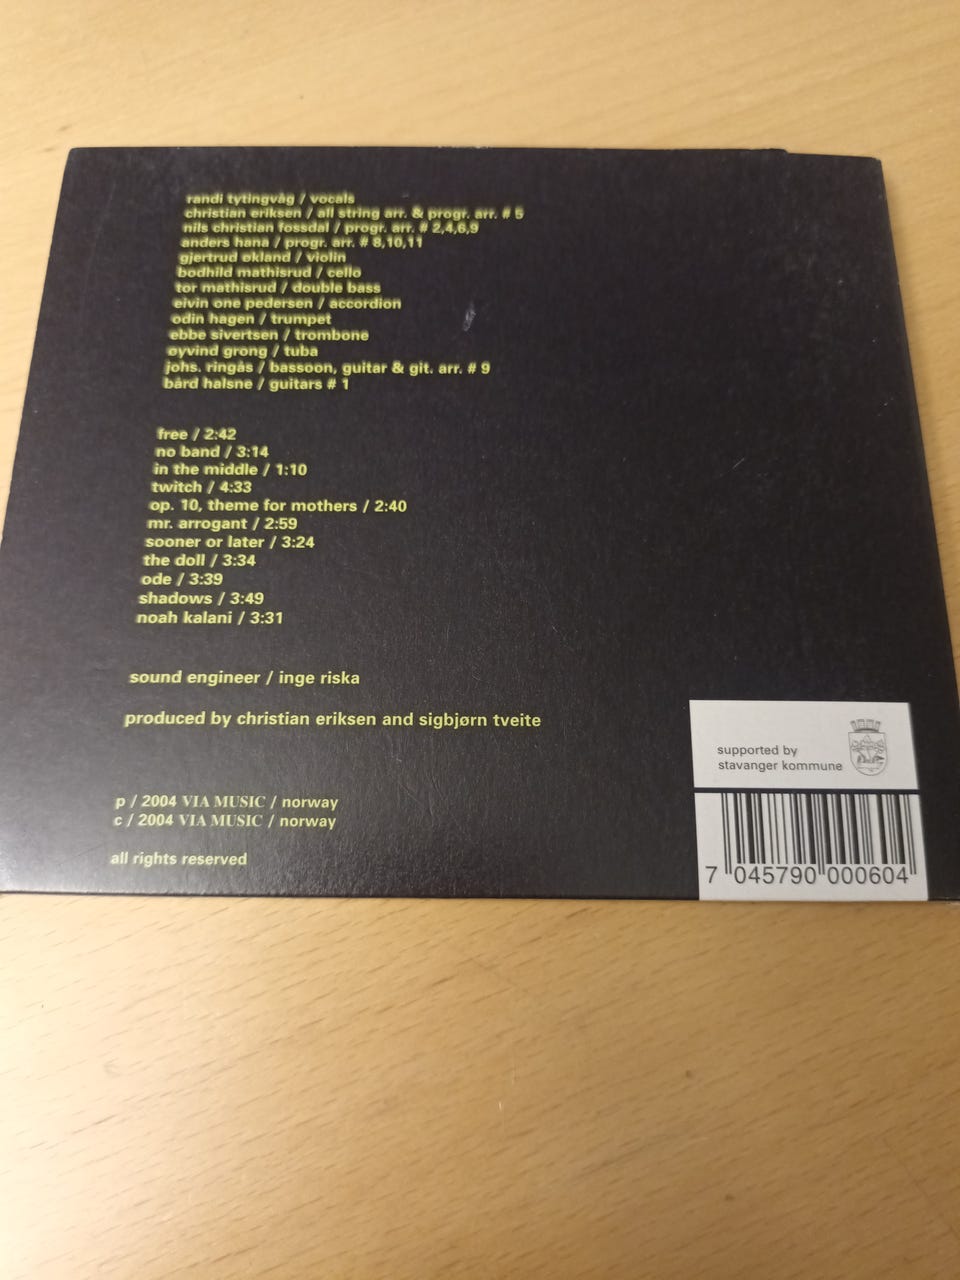 randi tytingvåg / vocals
christian eriksen / all string arr. & progr. arr. # 5
nils christian fossdal / progr. arr. # 2,4,6,9
anders hana / progr. arr. # 8,10,11
gjertrud økland / violin
bodhild mathisrud / cello
tor mathisrud / double bass
eivin one pedersen / accordion
odin hagen / trumpet
ebbe sivertsen / trombone
øyvind grong / tuba
johs. ringås / bassoon, guitar & git. arr. # 9
bård halsne / guitars # 1
free / 2:42
no band / 3:14
in the middle / 1:10
twitch / 4:33
op. 10, theme for mothers / 2:40
mr. arrogant / 2:59
sooner or later / 3:24
the doll / 3:34
ode / 3:39
shadows / 3:49
noah kalani / 3:31
sound engineer / inge riska
produced by christian eriksen and sigbjørn tveite
p / 2004 VIA MUSIC / norway
c / 2004 VIA MUSIC / norway
all rights reserved
supported by
stavanger kommune
7 045790 000604